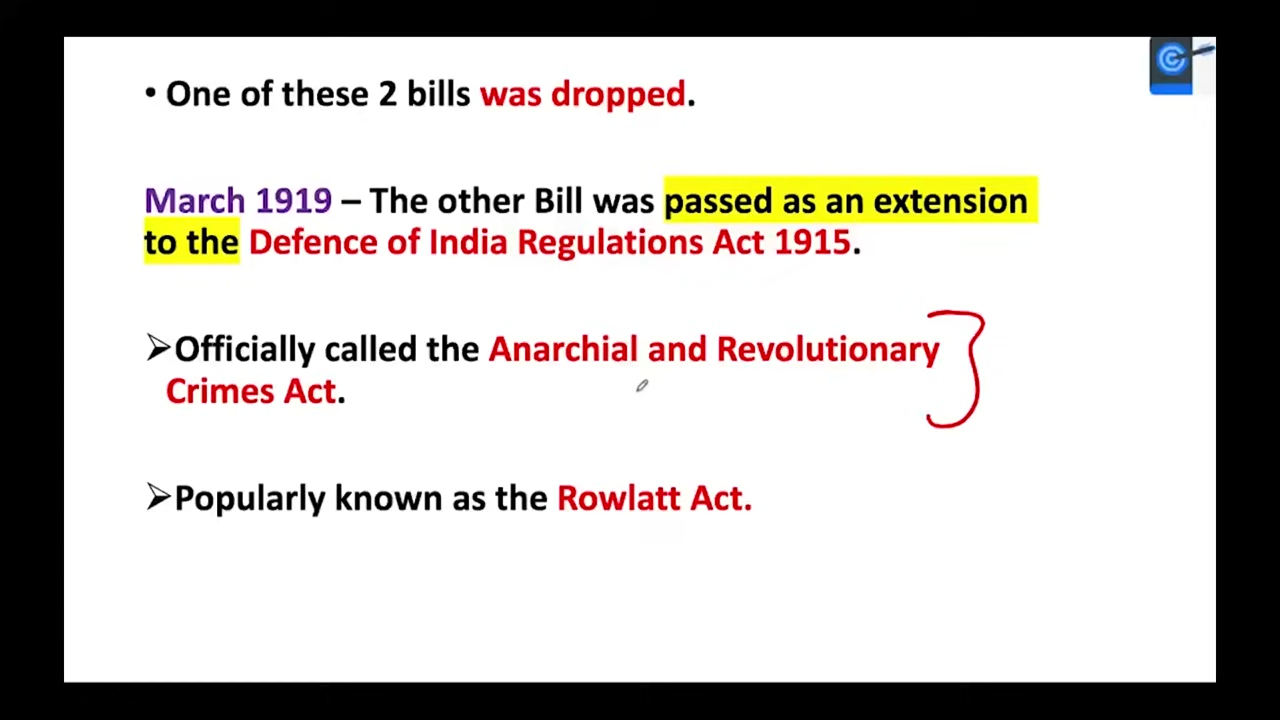 • One of these 2 bills was dropped.
March 1919 – The other Bill was passed as an extension
to the Defence of India Regulations Act 1915.
➢Officially called the Anarchial and Revolutionary
Crimes Act.
➢Popularly known as the Rowlatt Act.